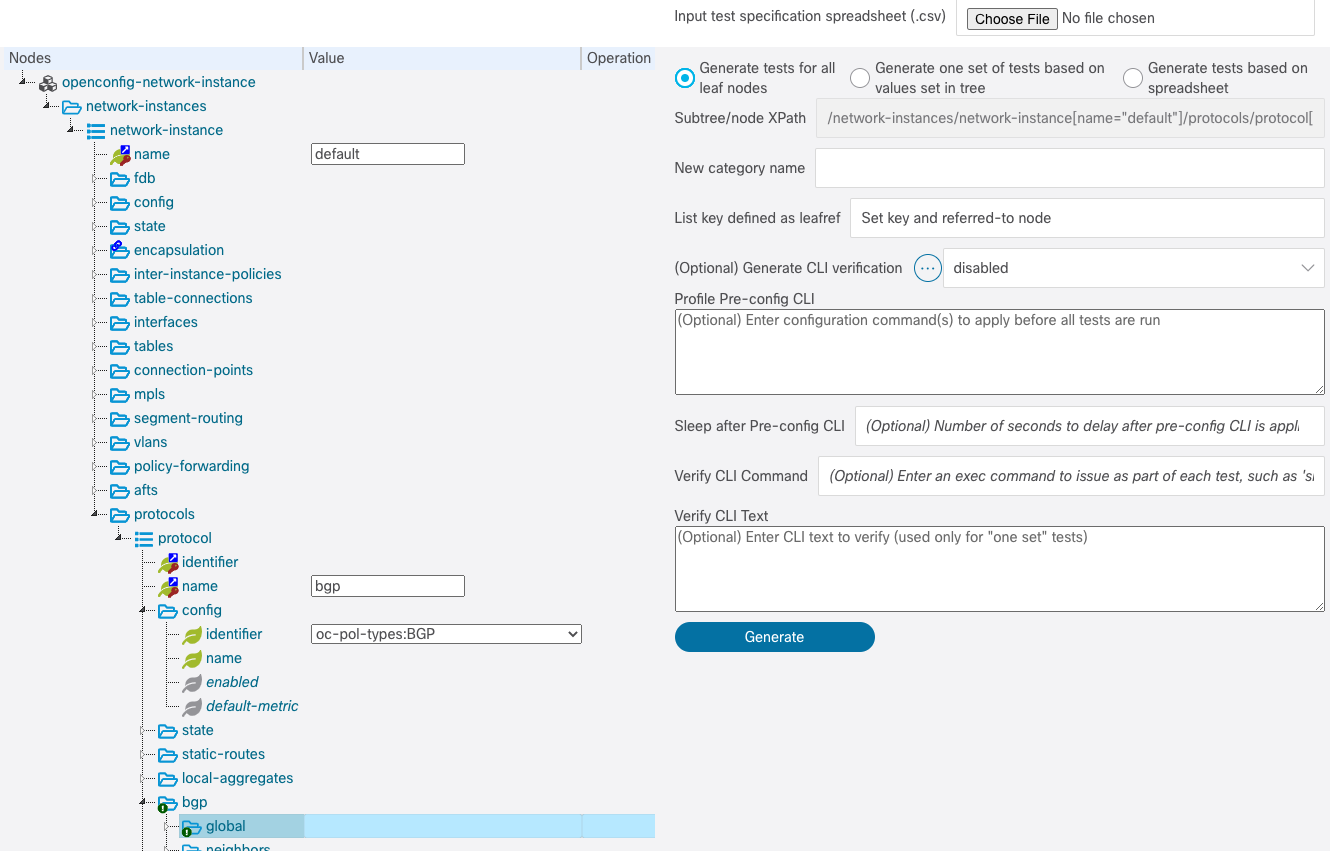 Input test specification spreadsheet (.csv)
Choose File No file chosen
Nodes Value Operation
openconfig-network-instance
network-instances
network-instance
name default
fdb
config
state
encapsulation
inter-instance-policies
table-connections
interfaces
tables
connection-points
mpls
segment-routing
vlans
policy-forwarding
afts
protocols
protocol
identifier
name bgp
config
identifier oc-pol-types:BGP
name
enabled
default-metric
state
static-routes
local-aggregates
bgp
global
neighbors
Generate tests for all
leaf nodes
Generate one set of tests based on
values set in tree
Generate tests based on
spreadsheet
Subtree/node XPath /network-instances/network-instance[name="default"]/protocols/protocol[
New category name
List key defined as leafref Set key and referred-to node
(Optional) Generate CLI verification ... disabled
Profile Pre-config CLI
(Optional) Enter configuration command(s) to apply before all tests are run
Sleep after Pre-config CLI (Optional) Number of seconds to delay after pre-config CLI is appli
Verify CLI Command (Optional) Enter an exec command to issue as part of each test, such as 's
Verify CLI Text
(Optional) Enter CLI text to verify (used only for "one set" tests)
Generate